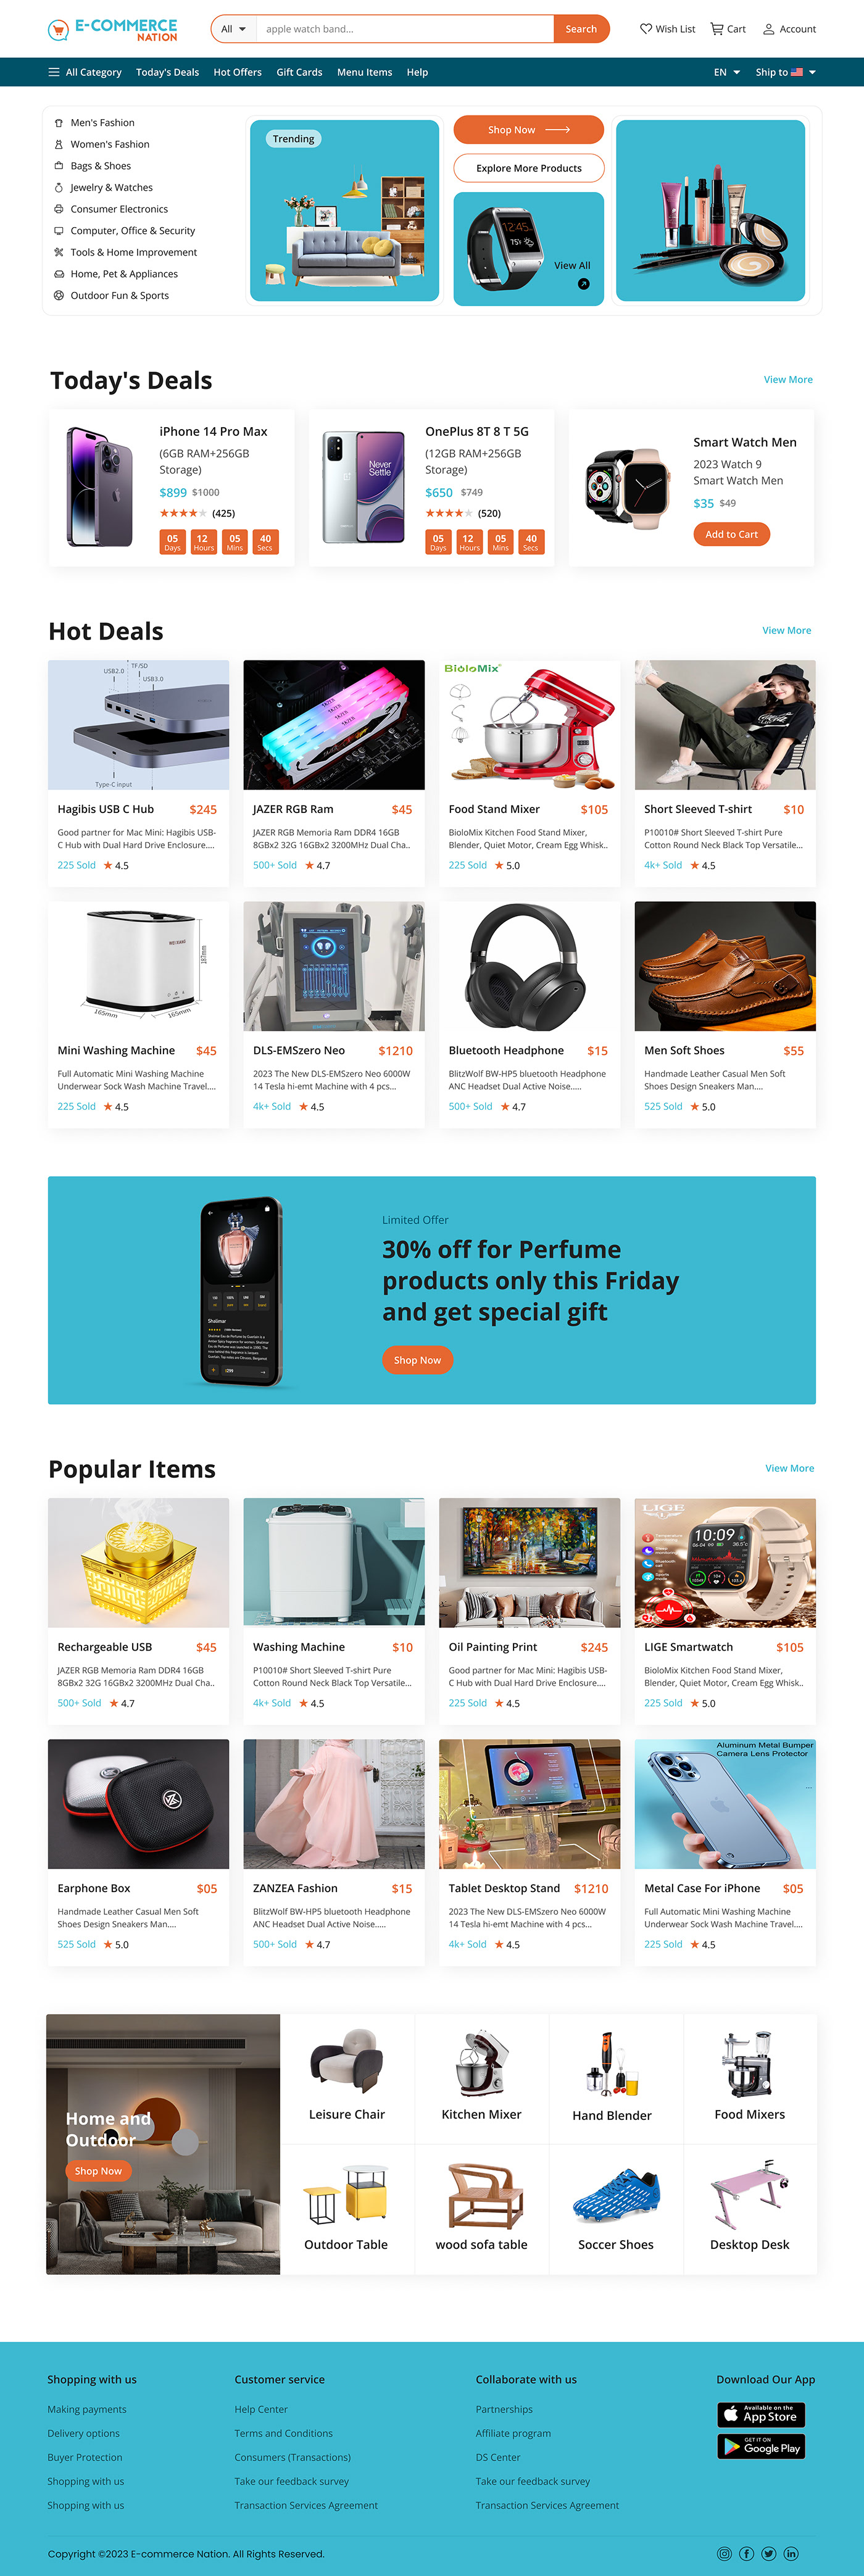 E-COMMERCE
NATION
All
apple watch band...
Search
Wish List
Cart
Account
All Category
Today's Deals
Hot Offers
Gift Cards
Menu Items
Help
EN
Ship to
Men's Fashion
Women's Fashion
Bags & Shoes
Jewelry & Watches
Consumer Electronics
Computer, Office & Security
Tools & Home Improvement
Home, Pet & Appliances
Outdoor Fun & Sports
Trending
Shop Now
Explore More Products
12:45
75°
View All
Today's Deals
View More
iPhone 14 Pro Max
(6GB RAM+256GB
Storage)
$899 $1000
(425)
05 12 05 40
Days Hours Mins Secs
Never
Settle
OnePlus 8T 8 T 5G
(12GB RAM+256GB
Storage)
$650 $749
(520)
05 12 05 40
Days Hours Mins Secs
Smart Watch Men
2023 Watch 9
Smart Watch Men
$35 $49
Add to Cart
Hot Deals
View More
USB2.0
TF/SD
USB3.0
Type-C input
Hagibis USB C Hub $245
Good partner for Mac Mini: Hagibis USB-
C Hub with Dual Hard Drive Enclosure....
225 Sold 4.5
JAZER RGB Ram $45
JAZER RGB Memoria Ram DDR4 16GB
8GBx2 32G 16GBx2 3200MHz Dual Cha..
500+ Sold 4.7
BioloMix
Food Stand Mixer $105
BioloMix Kitchen Food Stand Mixer,
Blender, Quiet Motor, Cream Egg Whisk..
225 Sold 5.0
Short Sleeved T-shirt $10
P10010# Short Sleeved T-shirt Pure
Cotton Round Neck Black Top Versatile...
4k+ Sold 4.5
187mm
165mm
165mm
Mini Washing Machine $45
Full Automatic Mini Washing Machine
Underwear Sock Wash Machine Travel....
225 Sold 4.5
DLS-EMSzero Neo $1210
2023 The New DLS-EMSzero Neo 6000W
14 Tesla hi-emt Machine with 4 pcs...
4k+ Sold 4.5
Bluetooth Headphone $15
BlitzWolf BW-HP5 bluetooth Headphone
ANC Headset Dual Active Noise.....
500+ Sold 4.7
Men Soft Shoes $55
Handmade Leather Casual Men Soft
Shoes Design Sneakers Man....
525 Sold 5.0
Shalimar
Limited Offer
30% off for Perfume
products only this Friday
and get special gift
Shop Now
Popular Items
View More
Rechargeable USB $45
JAZER RGB Memoria Ram DDR4 16GB
8GBx2 32G 16GBx2 3200MHz Dual Cha..
500+ Sold 4.7
Washing Machine $10
P10010# Short Sleeved T-shirt Pure
Cotton Round Neck Black Top Versatile...
4k+ Sold 4.5
Oil Painting Print $245
Good partner for Mac Mini: Hagibis USB-
C Hub with Dual Hard Drive Enclosure....
225 Sold 4.5
LIGE
10:09
LIGE Smartwatch $105
BioloMix Kitchen Food Stand Mixer,
Blender, Quiet Motor, Cream Egg Whisk..
225 Sold 5.0
Earphone Box $05
Handmade Leather Casual Men Soft
Shoes Design Sneakers Man....
525 Sold 5.0
ZANZEA Fashion $15
BlitzWolf BW-HP5 bluetooth Headphone
ANC Headset Dual Active Noise.....
500+ Sold 4.7
Tablet Desktop Stand $1210
2023 The New DLS-EMSzero Neo 6000W
14 Tesla hi-emt Machine with 4 pcs...
4k+ Sold 4.5
Aluminum Metal Bumper
Camera Lens Protector
Metal Case For iPhone $05
Full Automatic Mini Washing Machine
Underwear Sock Wash Machine Travel....
225 Sold 4.5
Home and
Outdoor
Shop Now
Leisure Chair
Kitchen Mixer
Hand Blender
Food Mixers
Outdoor Table
wood sofa table
Soccer Shoes
Desktop Desk
Shopping with us
Making payments
Delivery options
Buyer Protection
Shopping with us
Shopping with us
Customer service
Help Center
Terms and Conditions
Consumers (Transactions)
Take our feedback survey
Transaction Services Agreement
Collaborate with us
Partnerships
Affiliate program
DS Center
Take our feedback survey
Transaction Services Agreement
Download Our App
Available on the
App Store
GET IT ON
Google Play
Copyright ©2023 E-commerce Nation. All Rights Reserved.